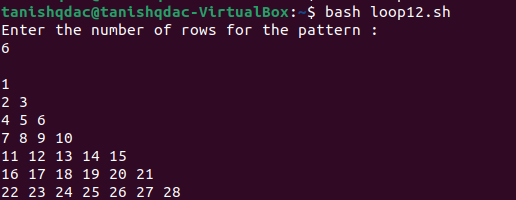 tanishqdac@tanishqdac-VirtualBox:~$ bash loop12.sh
Enter the number of rows for the pattern :
6
1
2 3
4 5 6
7 8 9 10
11 12 13 14 15
16 17 18 19 20 21
22 23 24 25 26 27 28